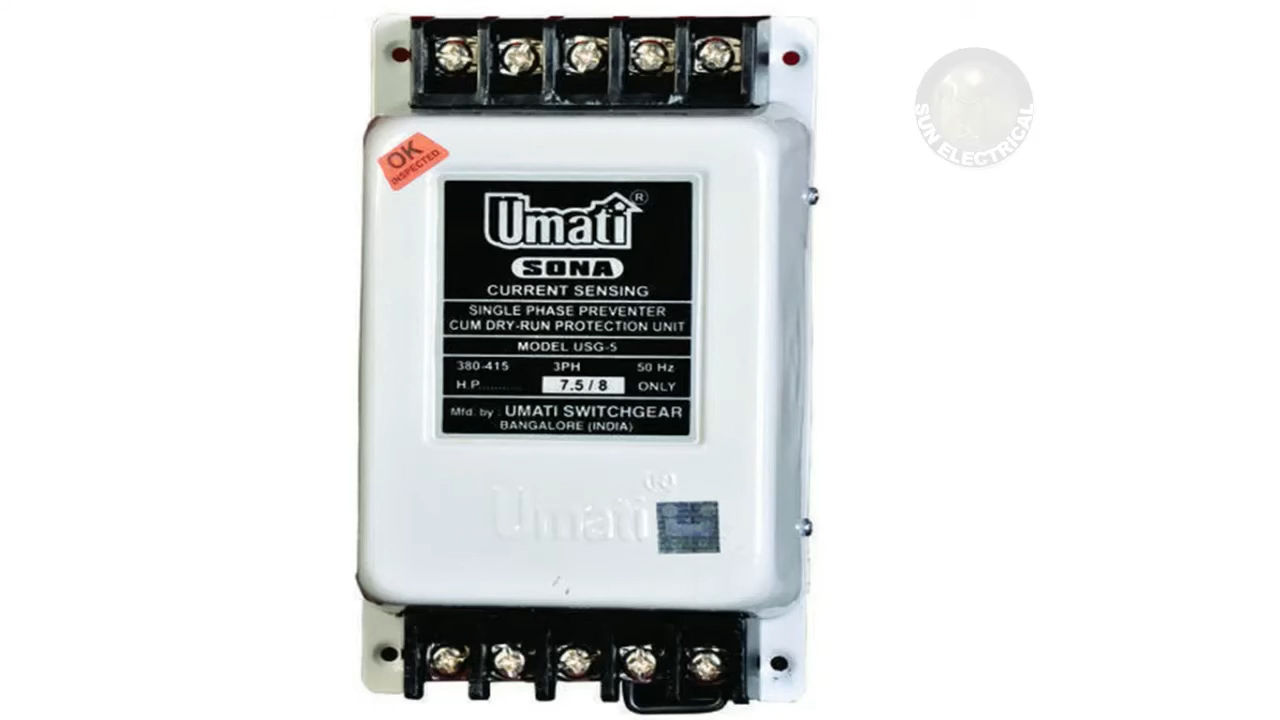 OK
INSPECTED
Umati ®
SONA
CURRENT SENSING
SINGLE PHASE PREVENTER
CUM DRY-RUN PROTECTION UNIT
MODEL USG-5
380-415 3PH 50 Hz
H.P........... 7.5 / 8 ONLY
Mfd. by : UMATI SWITCHGEAR
BANGALORE (INDIA)
Umati
SUN ELECTRICAL